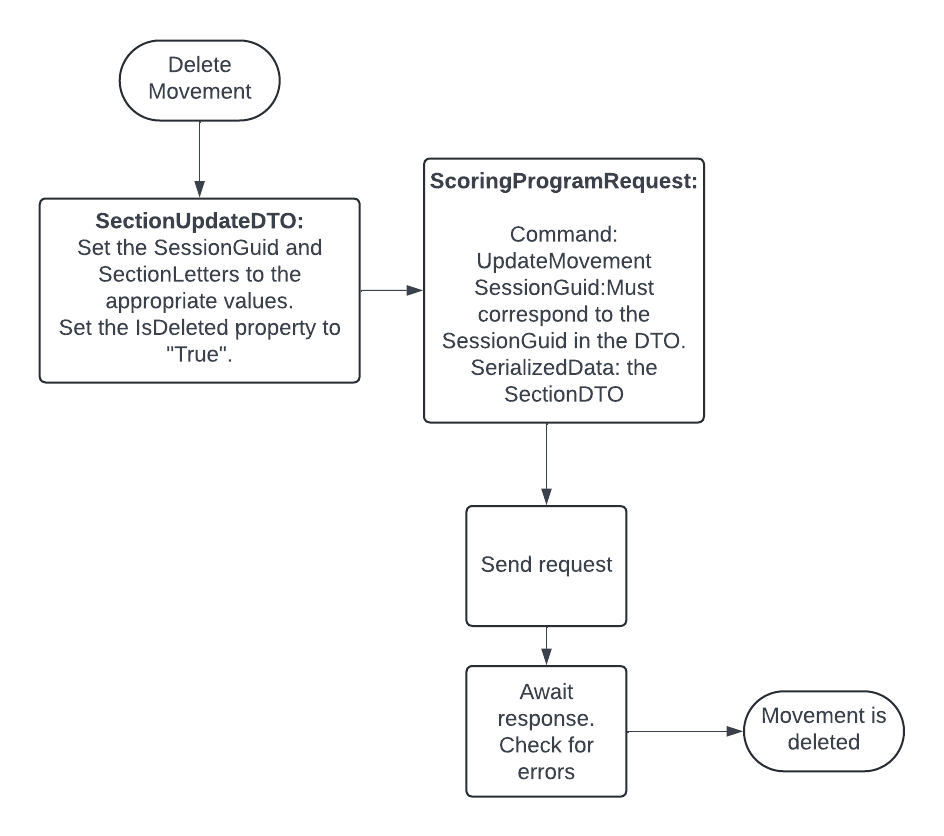 Delete
Movement
SectionUpdateDTO:
Set the SessionGuid and
SectionLetters to the
appropriate values.
Set the IsDeleted property to
"True".
ScoringProgramRequest:
Command:
UpdateMovement
SessionGuid:Must
correspond to the
SessionGuid in the DTO.
SerializedData: the
SectionDTO
Send request
Await
response.
Check for
errors
Movement is
deleted